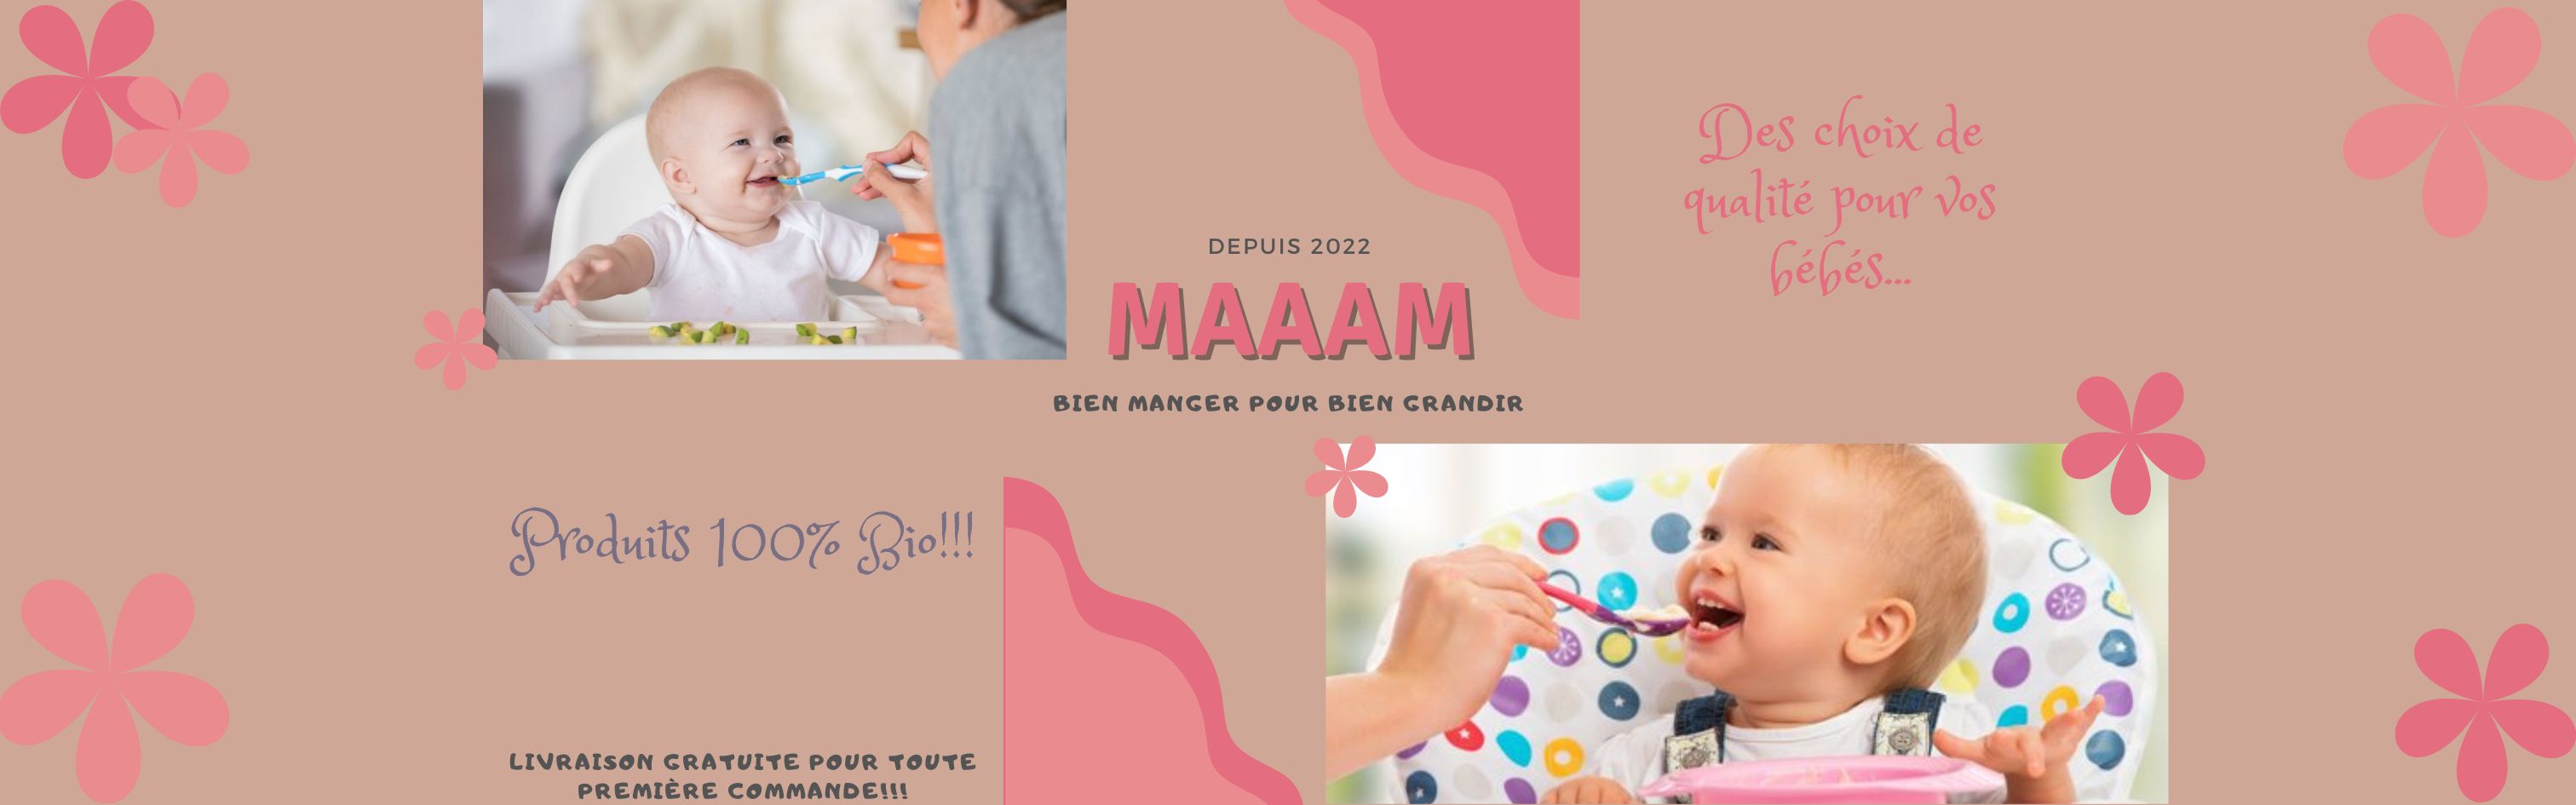 Des choix de
qualité pour vos
bébés...
DEPUIS 2022
MAAAM
BIEN MANGER POUR BIEN GRANDIR
Produits 100% Bio!!!
LIVRAISON GRATUITE POUR TOUTE
PREMIÈRE COMMANDE!!!